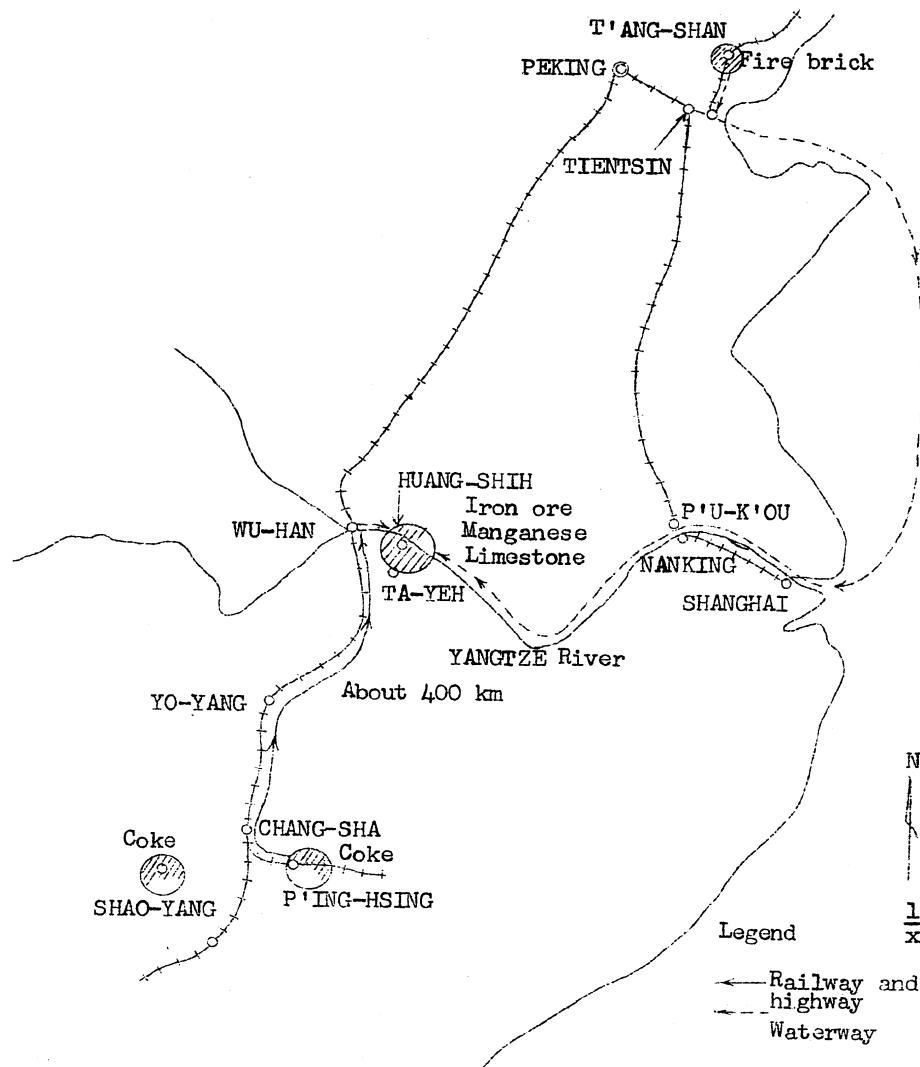 T'ANG-SHAN
PEKING
Fire brick
TIENTSIN
HUANG-SHIH
Iron ore
Manganese
Limestone
WU-HAN
P'U-K'OU
NANKING
TA-YEH
SHANGHAI
YANGTZE River
About 400 km
YO-YANG
N
CHANG-SHA
Coke
Coke
SHAO-YANG
P'ING-HSING
1
x
Legend
Railway and
highway
Waterway